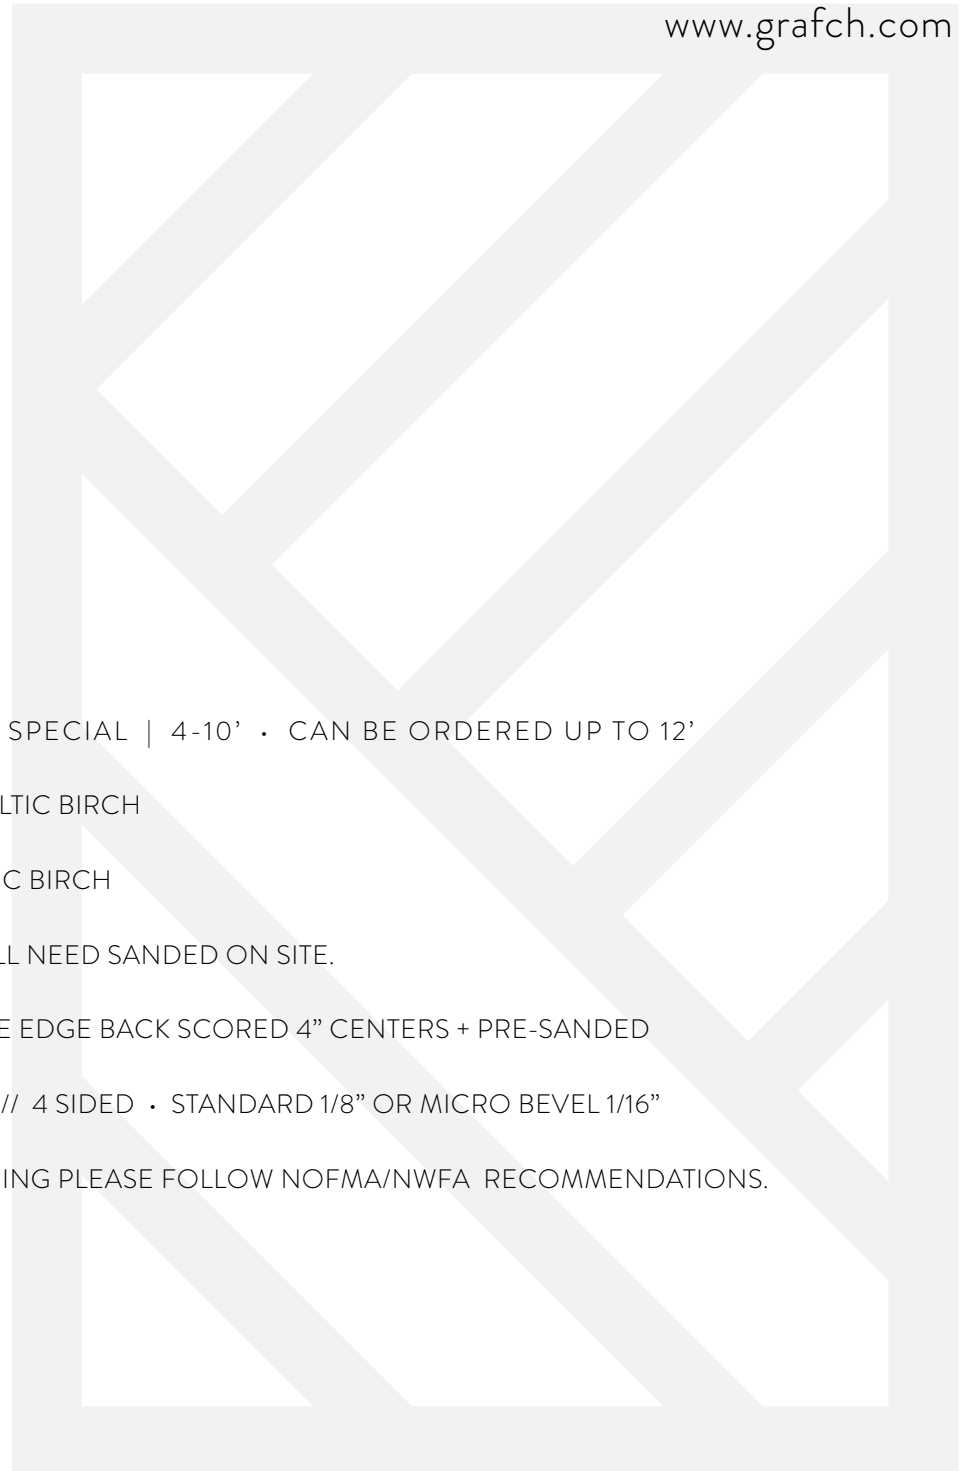 www.grafch.com
SPECIAL | 4-10’ • CAN BE ORDERED UP TO 12’
LTIC BIRCH
C BIRCH
LL NEED SANDED ON SITE.
E EDGE BACK SCORED 4” CENTERS + PRE-SANDED
// 4 SIDED • STANDARD 1/8” OR MICRO BEVEL 1/16”
ING PLEASE FOLLOW NOFMA/NWFA RECOMMENDATIONS.